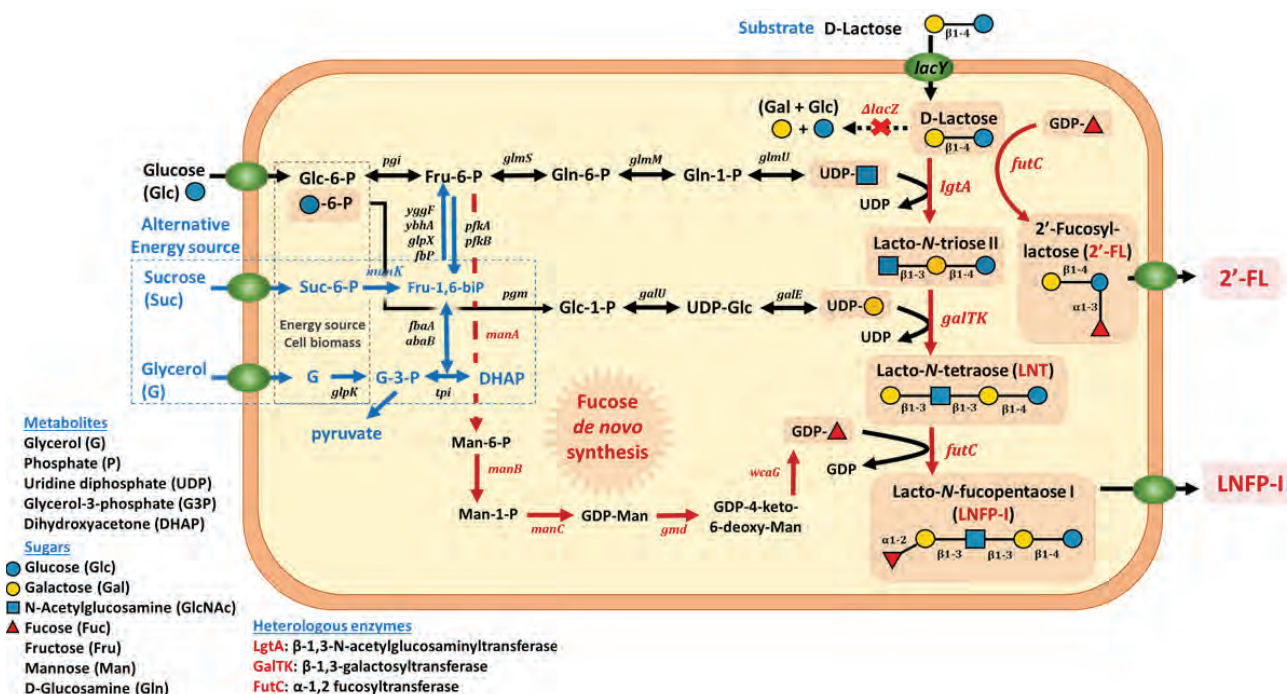 Substrate D-Lactose
β1-4
lacY
(Gal + Glc)
+
ΔlacZ
D-Lactose
β1-4
GDP-
futC
Glucose
(Glc)
Glc-6-P
-6-P
pgi
Fru-6-P
glmS
Gln-6-P
glmM
Gln-1-P
glmU
UDP-
UDP
lgtA
Alternative
Energy source
yggF
ybhA
glpX
fbP
pfkA
pfkB
Lacto-N-triose II
β1-3 β1-4
2′-Fucosyl-
lactose (2′-FL)
β1-4
α1-3
2′-FL
Sucrose
(Suc)
Suc-6-P
Fru-1,6-biP
pgm
Glc-1-P
galU
UDP-Glc
galE
UDP-
UDP
galTK
Energy source
Cell biomass
fbaA
abaB
manA
Glycerol
(G)
G
glpK
G-3-P
tpi
DHAP
pyruvate
Lacto-N-tetraose (LNT)
β1-3 β1-3 β1-4
Fucose
de novo
synthesis
Man-6-P
manB
Man-1-P
manC
GDP-Man
gmd
GDP-4-keto-
6-deoxy-Man
wcaG
GDP-
GDP
futC
Lacto-N-fucopentaose I
(LNFP-I)
α1-2
β1-3 β1-3 β1-4
LNFP-I
Metabolites
Glycerol (G)
Phosphate (P)
Uridine diphosphate (UDP)
Glycerol-3-phosphate (G3P)
Dihydroxyacetone (DHAP)
Sugars
Glucose (Glc)
Galactose (Gal)
N-Acetylglucosamine (GlcNAc)
Fucose (Fuc)
Fructose (Fru)
Mannose (Man)
D-Glucosamine (Gln)
Heterologous enzymes
LgtA: β-1,3-N-acetylglucosaminyltransferase
GalTK: β-1,3-galactosyltransferase
FutC: α-1,2 fucosyltransferase